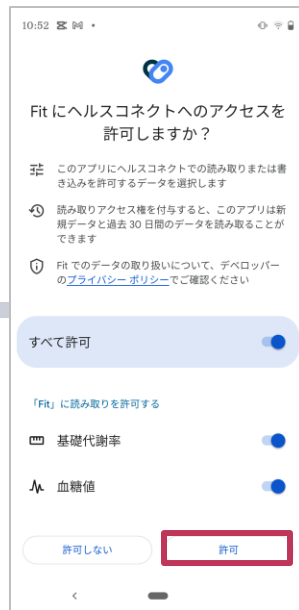 10:52
Fit にヘルスコネクトへのアクセスを
許可しますか？
このアプリにヘルスコネクトでの読み取りまたは書
き込みを許可するデータを選択します
読み取りアクセス権を付与すると、このアプリは新
規データと過去 30 日間のデータを読み取ることが
できます
Fit でのデータの取り扱いについて、デベロッパー
のプライバシー ポリシーでご確認ください
すべて許可
「Fit」に読み取りを許可する
基礎代謝率
血糖値
許可しない
許可